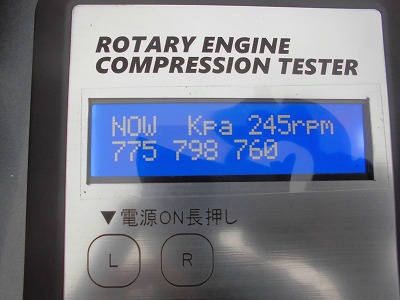 ROTARY ENGINE
COMPRESSION TESTER
NOW Kpa 245rpm
775 798 760
▼電源ON長押し
L R